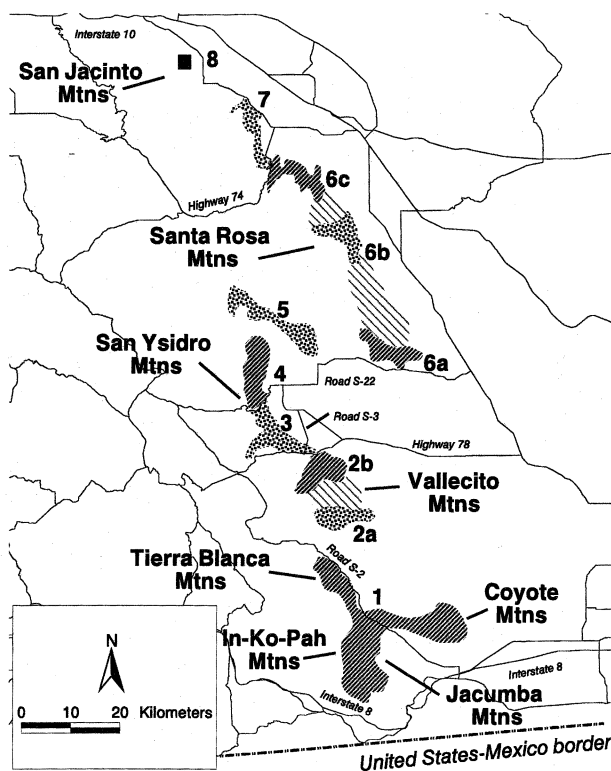 Interstate 10
San Jacinto
Mtns
8
7
6c
Highway 74
Santa Rosa
Mtns
6b
5
San Ysidro
Mtns
6a
4
Road S-22
Road S-3
3
Highway 78
2b
Vallecito
Mtns
2a
Road S-2
Tierra Blanca
Mtns
1
Coyote
Mtns
In-Ko-Pah
Mtns
Interstate 8
Interstate 8
Jacumba
Mtns
N
0 10 20 Kilometers
United States-Mexico border